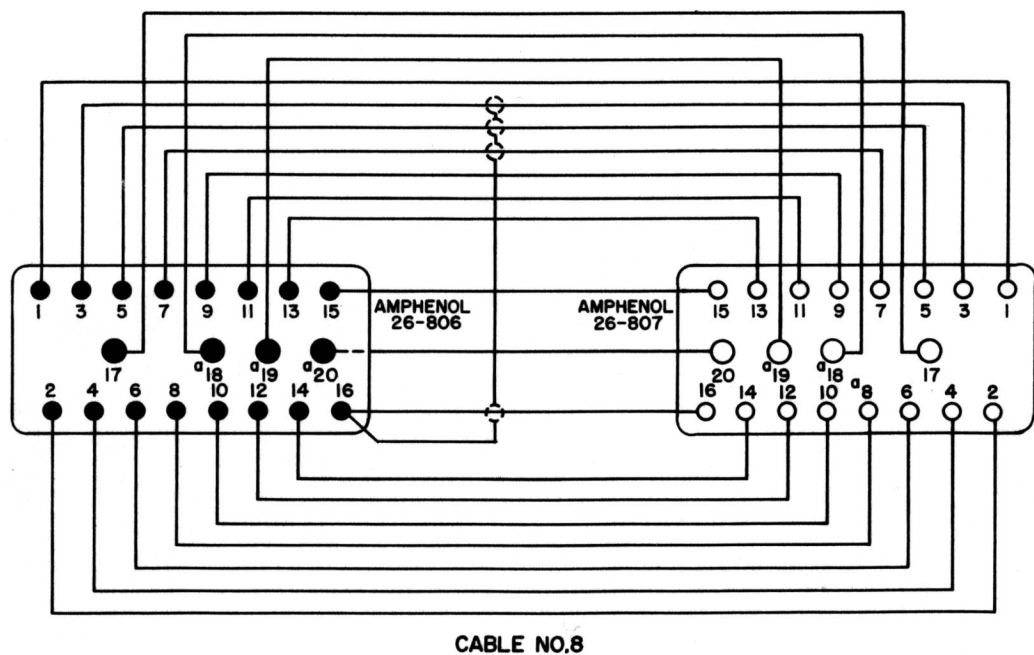 1 3 5 7 9 11 13 15
AMPHENOL
26-806
AMPHENOL
26-807
15 13 11 9 7 5 3 1
17 a18 a19 a20
20 a19 a18 17
2 4 6 8 10 12 14 16
16 14 12 10 a8 6 4 2
CABLE NO.8